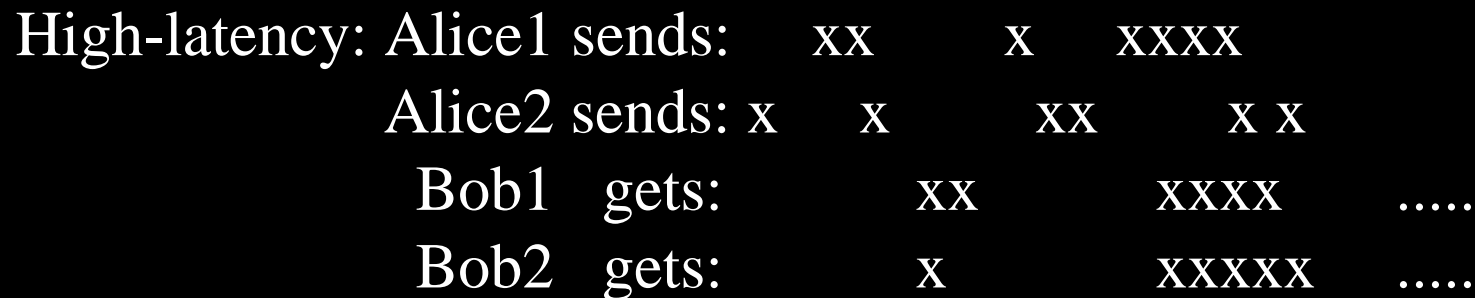 High-latency: Alice1 sends: xx x xxxx
Alice2 sends: x x xx x x
Bob1 gets: xx xxxx .....
Bob2 gets: x xxxxx .....